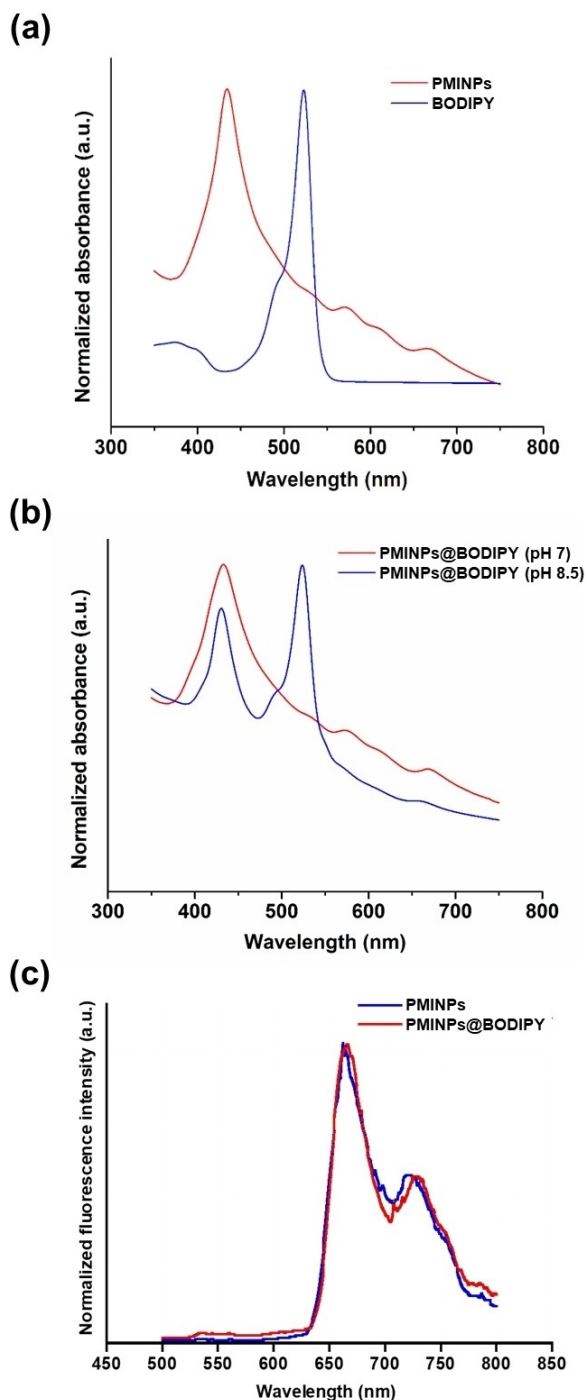 (a)
PMINPs
BODIPY
Normalized absorbance (a.u.)
300 400 500 600 700 800
Wavelength (nm)
(b)
PMINPs@BODIPY (pH 7)
PMINPs@BODIPY (pH 8.5)
Normalized absorbance (a.u.)
300 400 500 600 700 800
Wavelength (nm)
(c)
PMINPs
PMINPs@BODIPY
Normalized fluorescence intensity (a.u.)
450 500 550 600 650 700 750 800 850
Wavelength (nm)